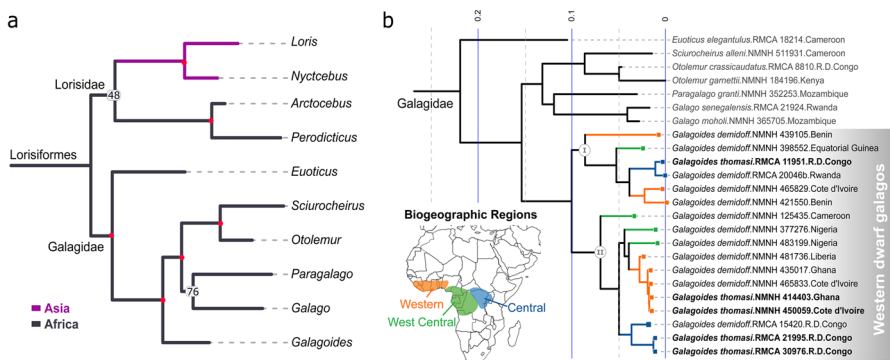 a
Loris
Nyctcebus
Lorisidae
48
Arctocebus
Perodicticus
Lorisiformes
Euoticus
Sciurocheirus
Galagidae
Otolemur
Paragalago
76
Galago
Galagoides
Asia
Africa
b
0.2
0.1
0
Galagidae
Euoticus elegantulus.RMCA 18214.Cameroon
Sciurocheirus alleni.NMNH 511931.Cameroon
Otolemur crassicaudatus.RMCA 8810.R.D.Congo
Otolemur garnettii.NMNH 184196.Kenya
Paragalago granti.NMNH 352253.Mozambique
Galago senegalensis.RMCA 21924.Rwanda
Galago moholi.NMNH 365705.Mozambique
I
Galagoides demidoff.NMNH 439105.Benin
Galagoides demidoff.NMNH 398552.Equatorial Guinea
Galagoides thomasi.RMCA 11951.R.D.Congo
Galagoides demidoff.RMCA 20046b.Rwanda
Galagoides demidoff.NMNH 465829.Cote d'Ivoire
Galagoides demidoff.NMNH 421550.Benin
II
Galagoides demidoff.NMNH 125435.Cameroon
Galagoides demidoff.NMNH 377276.Nigeria
Galagoides demidoff.NMNH 483199.Nigeria
Galagoides demidoff.NMNH 481736.Liberia
Galagoides demidoff.NMNH 435017.Ghana
Galagoides demidoff.NMNH 465833.Cote d'Ivoire
Galagoides thomasi.NMNH 414403.Ghana
Galagoides thomasi.NMNH 450059.Cote d'Ivoire
Galagoides demidoff.RMCA 15420.R.D.Congo
Galagoides thomasi.RMCA 21995.R.D.Congo
Galagoides thomasi.RMCA 30976.R.D.Congo
Western dwarf galagos
Biogeographic Regions
Western
West Central
Central